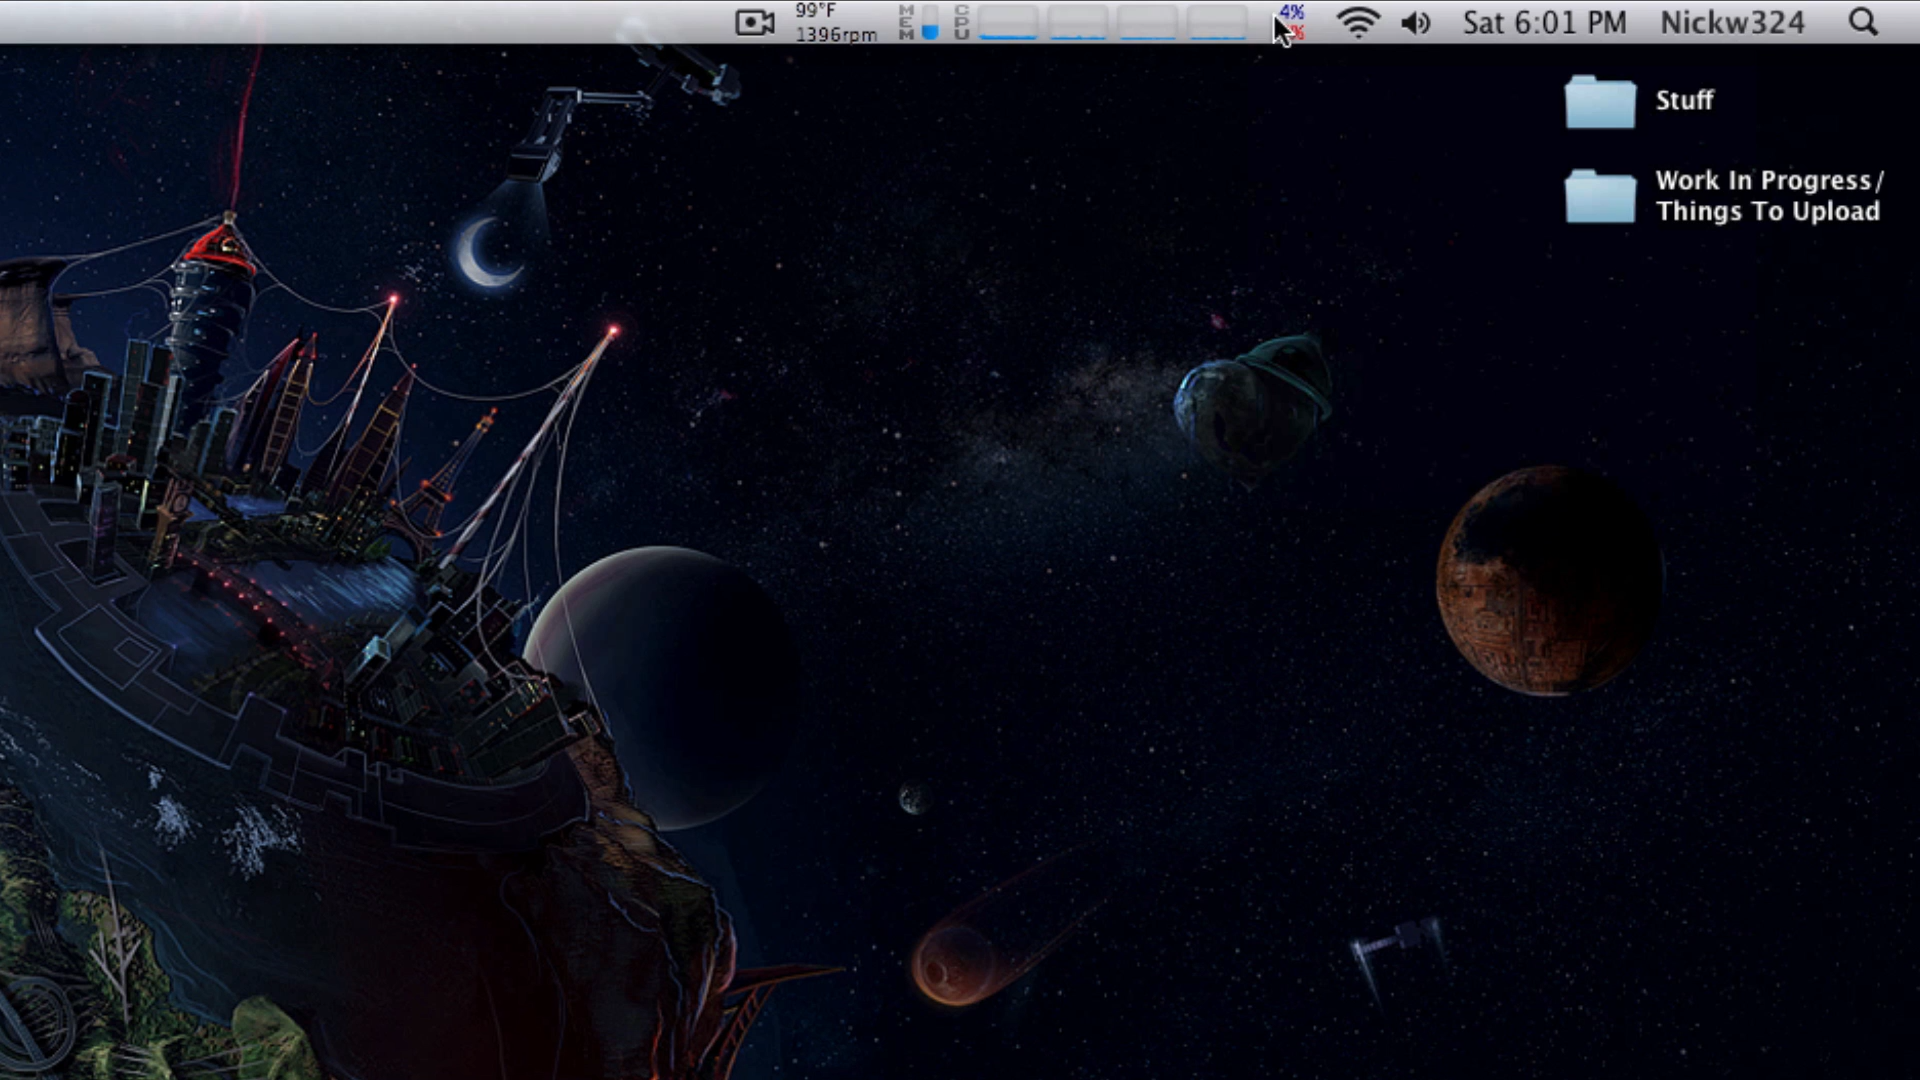 99°F
1396rpm
MEM
CPU
4%
%
Sat 6:01 PM
Nickw324
Stuff
Work In Progress/
Things To Upload